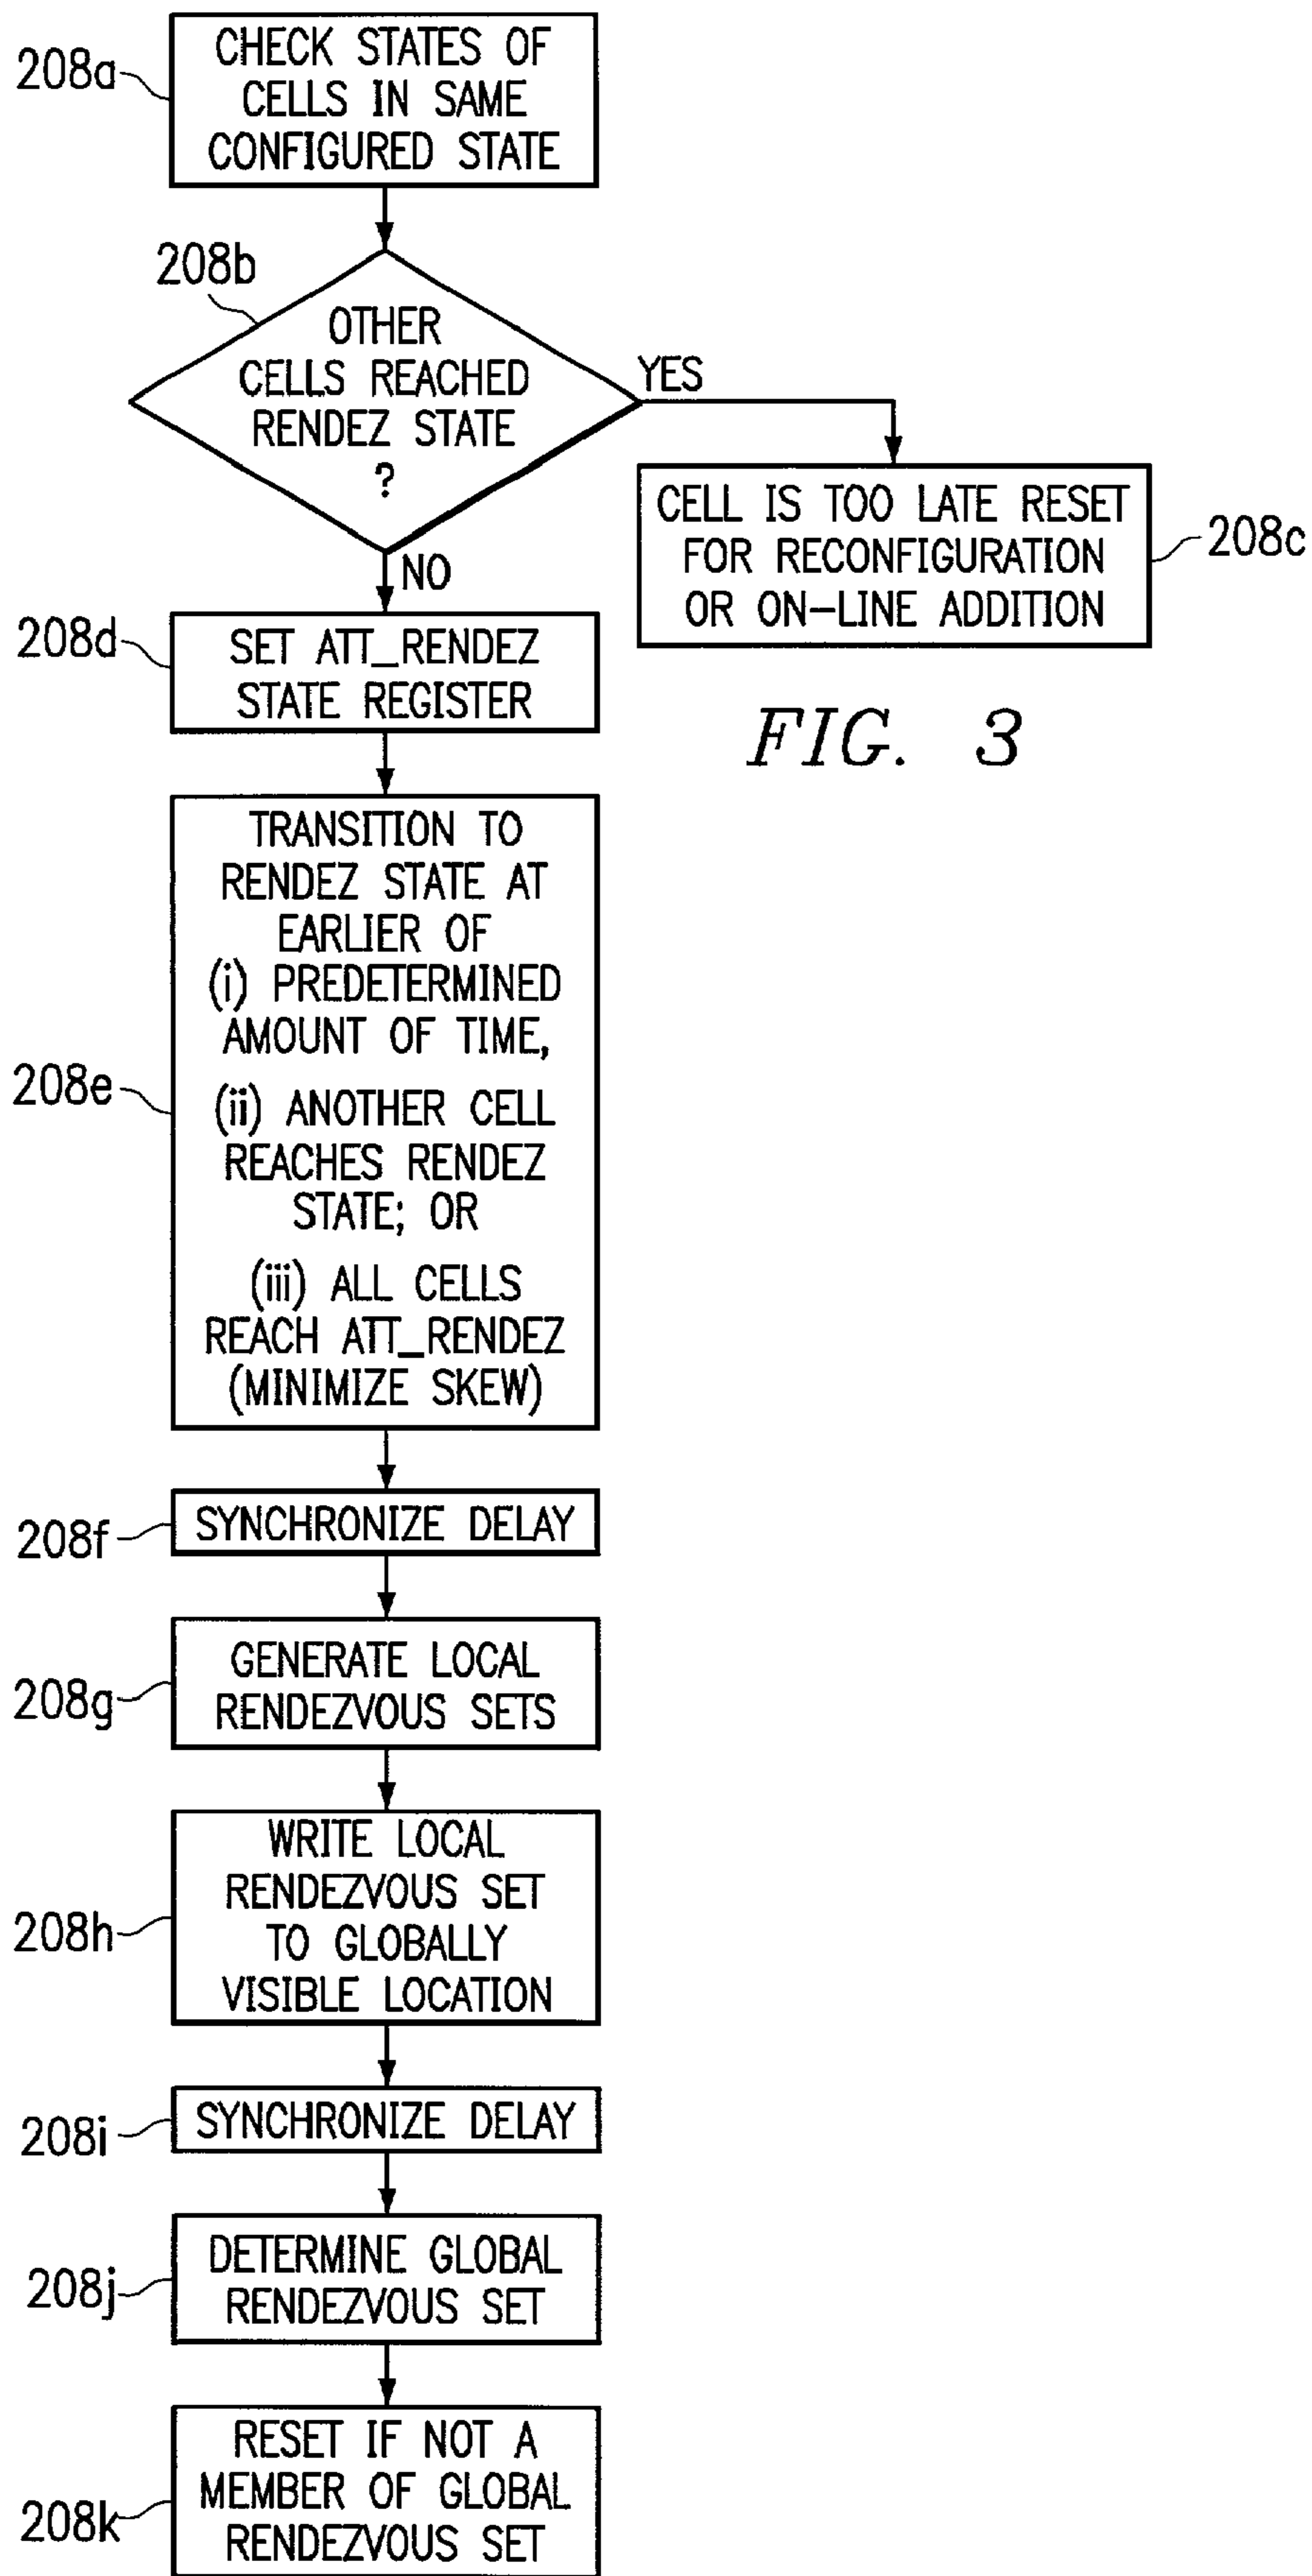 208a
CHECK STATES OF
CELLS IN SAME
CONFIGURED STATE
208b
OTHER
CELLS REACHED
RENDEZ STATE
?
YES
208c
CELL IS TOO LATE RESET
FOR RECONFIGURATION
OR ON-LINE ADDITION
NO
208d
SET ATT_RENDEZ
STATE REGISTER
FIG. 3
208e
TRANSITION TO
RENDEZ STATE AT
EARLIER OF
(i) PREDETERMINED
AMOUNT OF TIME,
(ii) ANOTHER CELL
REACHES RENDEZ
STATE; OR
(iii) ALL CELLS
REACH ATT_RENDEZ
(MINIMIZE SKEW)
208f
SYNCHRONIZE DELAY
208g
GENERATE LOCAL
RENDEZVOUS SETS
208h
WRITE LOCAL
RENDEZVOUS SET
TO GLOBALLY
VISIBLE LOCATION
208i
SYNCHRONIZE DELAY
208j
DETERMINE GLOBAL
RENDEZVOUS SET
208k
RESET IF NOT A
MEMBER OF GLOBAL
RENDEZVOUS SET